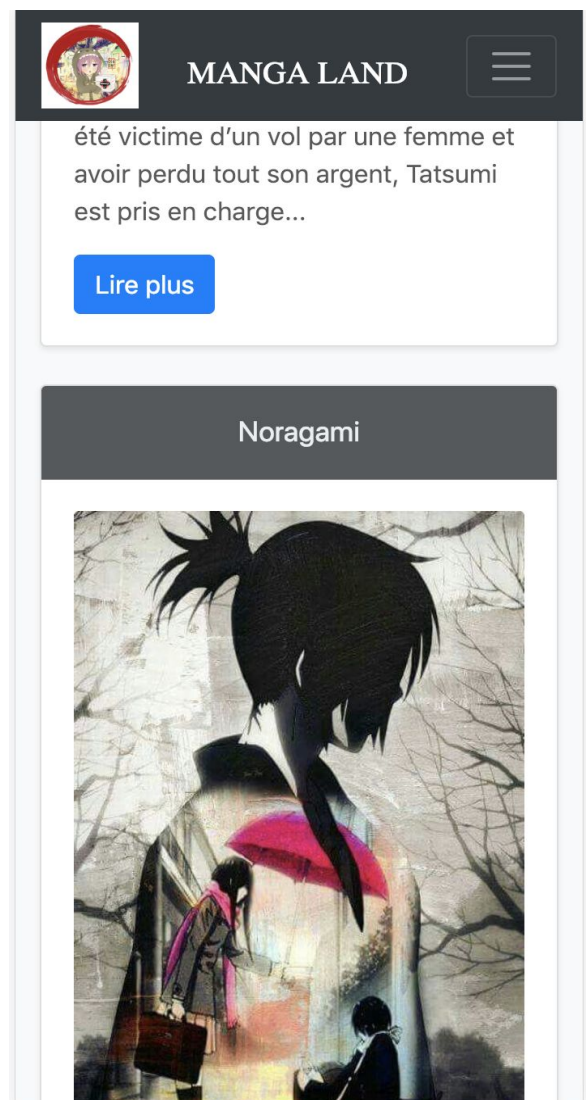 MANGA LAND
été victime d’un vol par une femme et
avoir perdu tout son argent, Tatsumi
est pris en charge...
Lire plus
Noragami